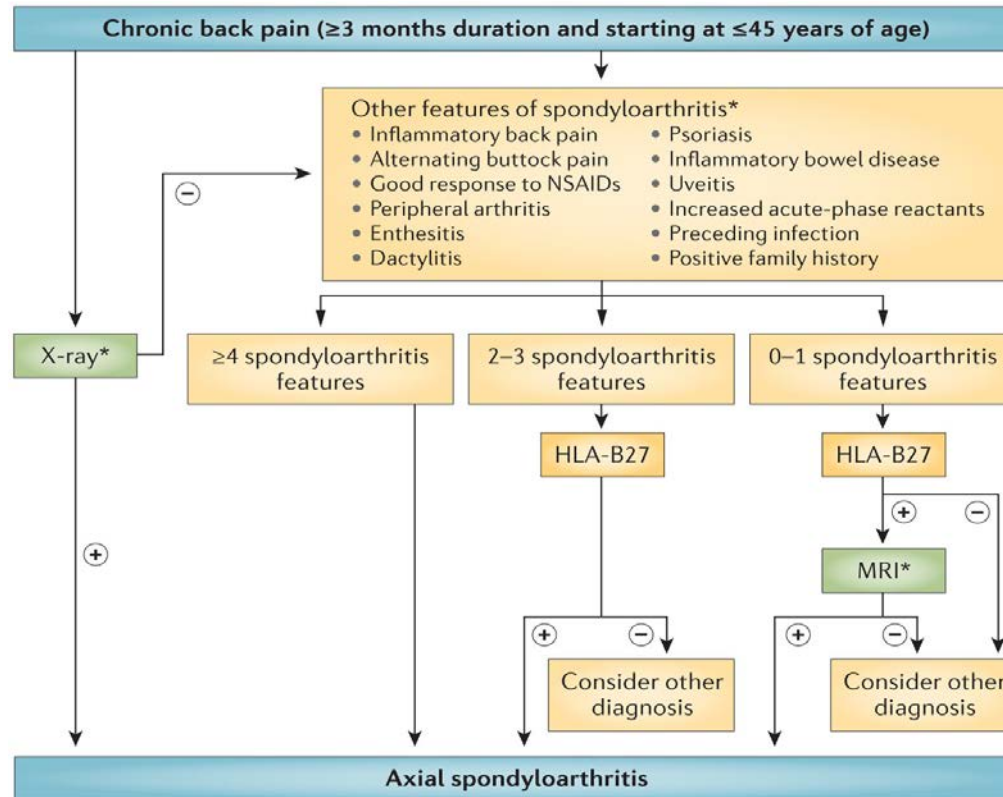 Chronic back pain (≥3 months duration and starting at ≤45 years of age)
Other features of spondyloarthritis*
• Inflammatory back pain
• Alternating buttock pain
• Good response to NSAIDs
• Peripheral arthritis
• Enthesitis
• Dactylitis
• Psoriasis
• Inflammatory bowel disease
• Uveitis
• Increased acute-phase reactants
• Preceding infection
• Positive family history
−
X-ray*
≥4 spondyloarthritis
features
2–3 spondyloarthritis
features
0–1 spondyloarthritis
features
HLA-B27
HLA-B27
+
−
+
MRI*
+
−
+
−
Consider other
diagnosis
Consider other
diagnosis
Axial spondyloarthritis